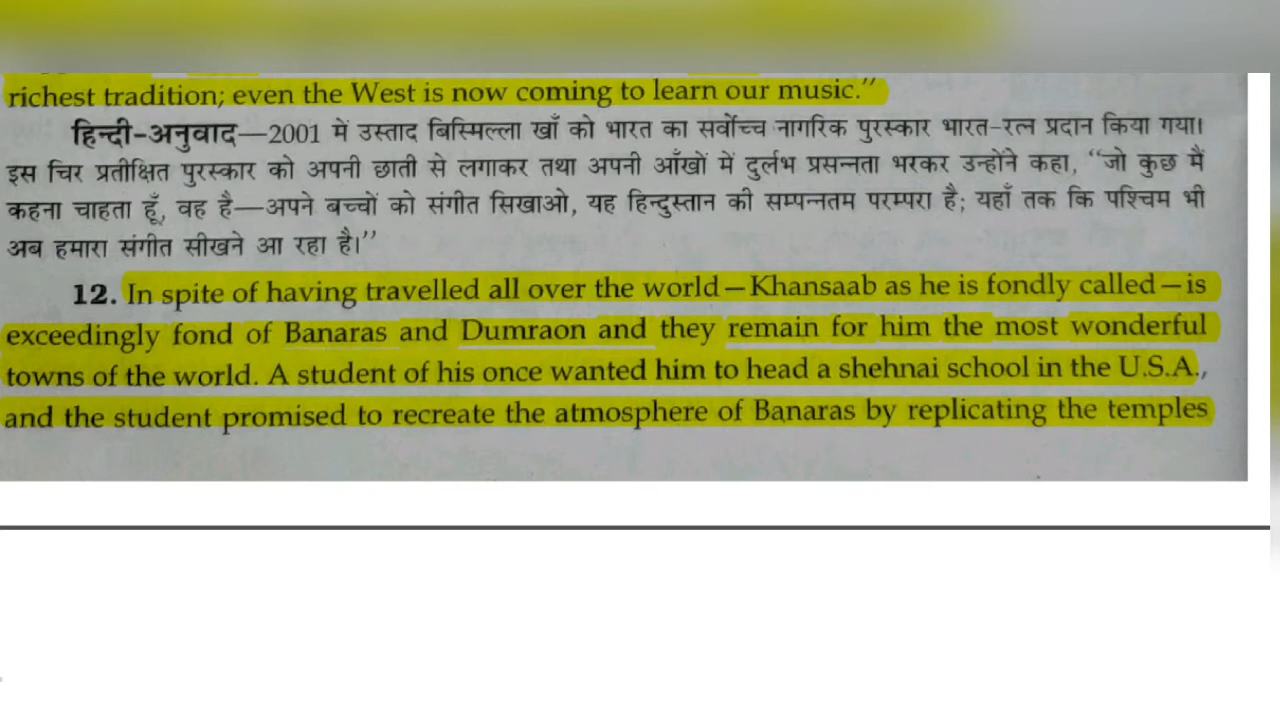 richest tradition; even the West is now coming to learn our music.”
हिन्दी-अनुवाद—2001 में उस्ताद बिस्मिल्ला खाँ को भारत का सर्वोच्च नागरिक पुरस्कार भारत-रत्न प्रदान किया गया।
इस चिर प्रतीक्षित पुरस्कार को अपनी छाती से लगाकर तथा अपनी आँखों में दुर्लभ प्रसन्नता भरकर उन्होंने कहा, “जो कुछ मैं
कहना चाहता हूँ, वह है—अपने बच्चों को संगीत सिखाओ, यह हिन्दुस्तान की सम्पन्नतम परम्परा है; यहाँ तक कि पश्चिम भी
अब हमारा संगीत सीखने आ रहा है।”
12. In spite of having travelled all over the world—Khansaab as he is fondly called—is
exceedingly fond of Banaras and Dumraon and they remain for him the most wonderful
towns of the world. A student of his once wanted him to head a shehnai school in the U.S.A.,
and the student promised to recreate the atmosphere of Banaras by replicating the temples